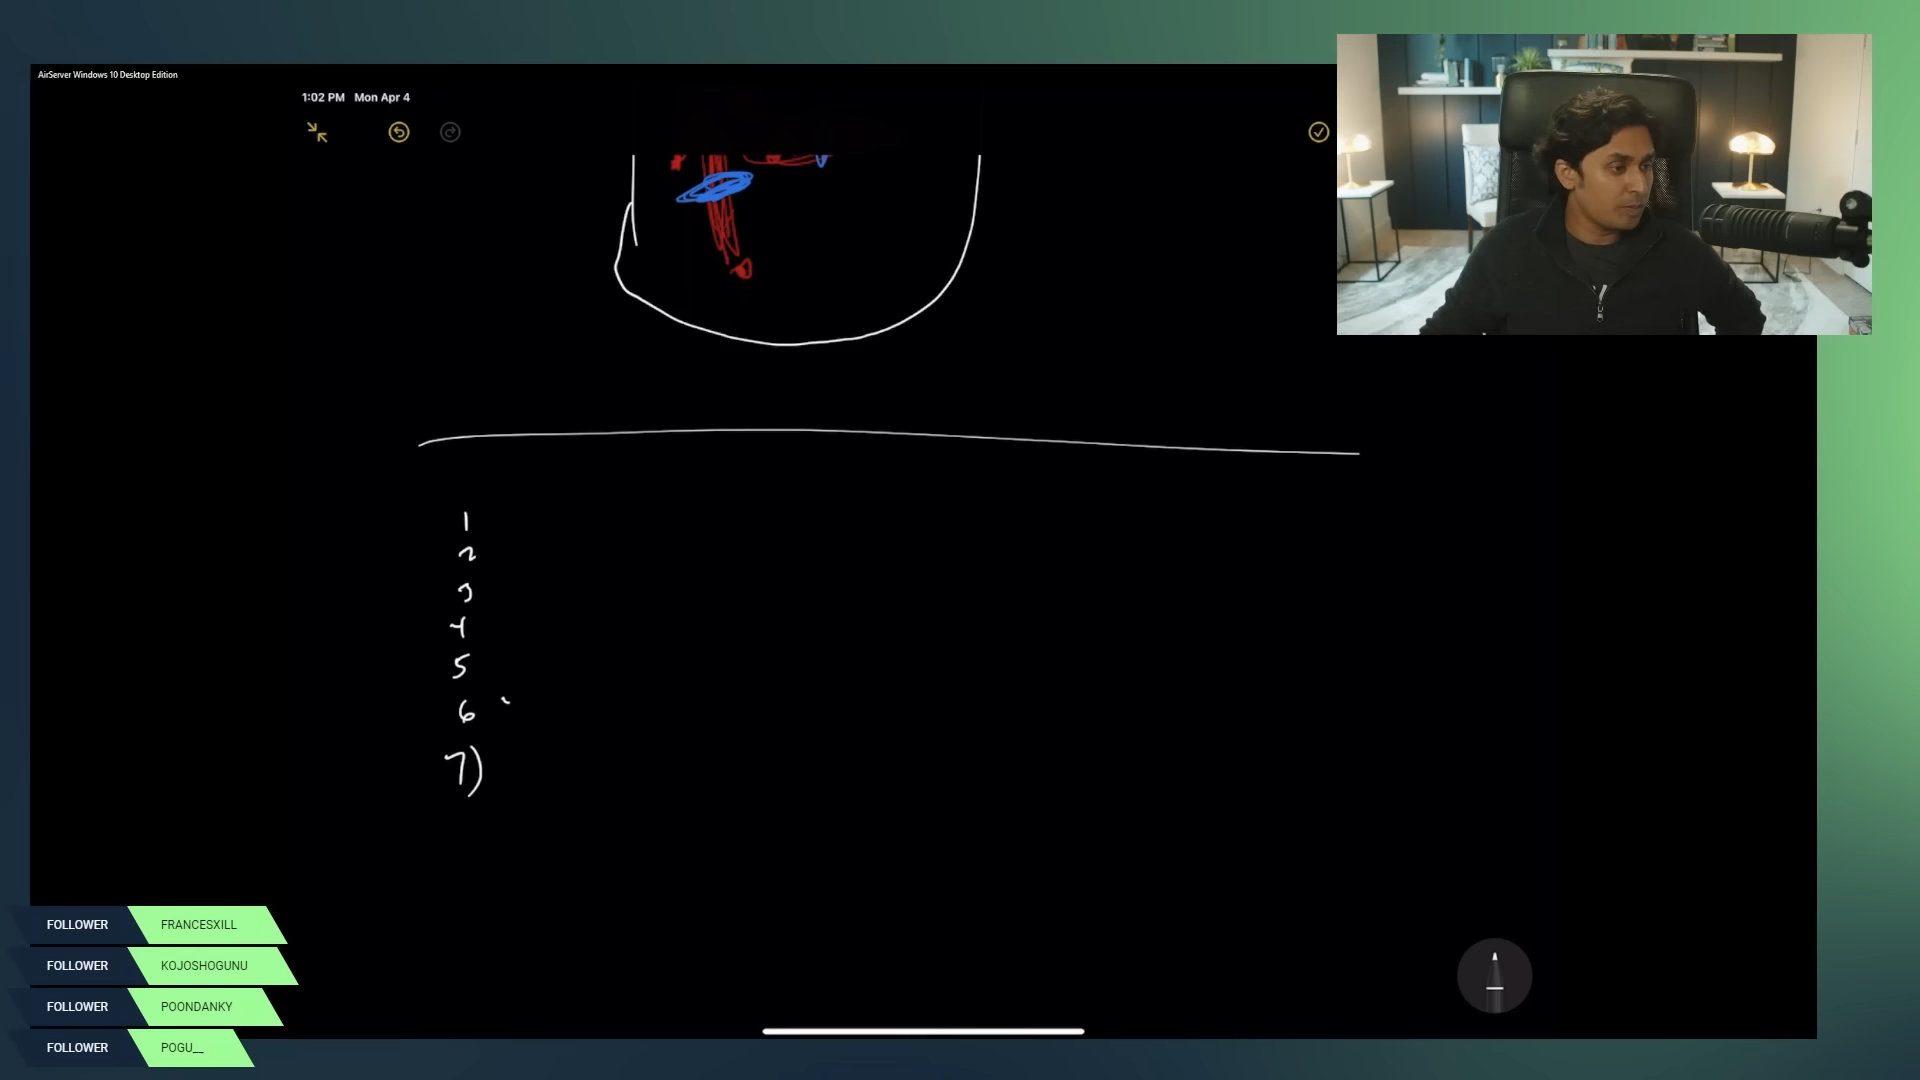 AirServer Windows 10 Desktop Edition
1:02 PM Mon Apr 4
1
2
3
4
5
6
7)
FOLLOWER FRANCESXILL
FOLLOWER KOJOSHOGUNU
FOLLOWER POONDANKY
FOLLOWER POGU__